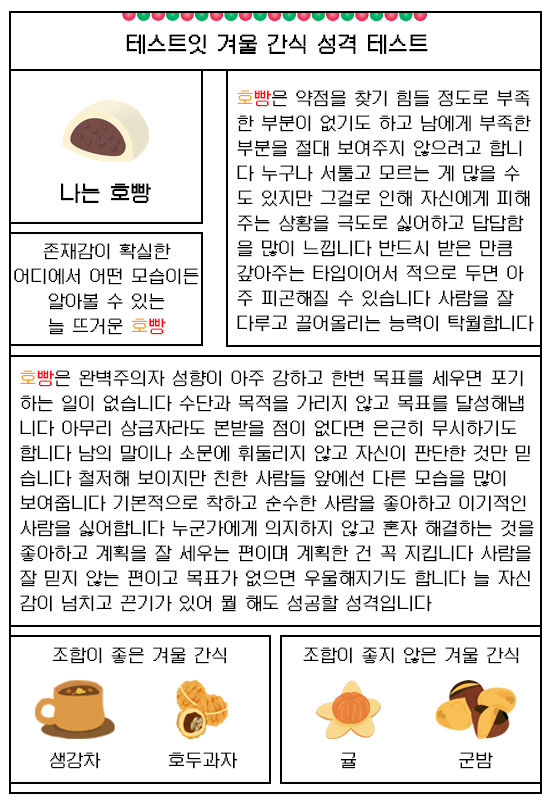 테스트잇 겨울 간식 성격 테스트
나는 호빵
존재감이 확실한
어디에서 어떤 모습이든
알아볼 수 있는
늘 뜨거운 호빵
호빵은 약점을 찾기 힘들 정도로 부족
한 부분이 없기도 하고 남에게 부족한
부분을 절대 보여주지 않으려고 합니
다 누구나 서툴고 모르는 게 많을 수
도 있지만 그걸로 인해 자신에게 피해
주는 상황을 극도로 싫어하고 답답함
을 많이 느낍니다 반드시 받은 만큼
갚아주는 타입이어서 적으로 두면 아
주 피곤해질 수 있습니다 사람을 잘
다루고 끌어올리는 능력이 탁월합니다
호빵은 완벽주의자 성향이 아주 강하고 한번 목표를 세우면 포기
하는 일이 없습니다 수단과 목적을 가리지 않고 목표를 달성해냅
니다 아무리 상급자라도 본받을 점이 없다면 은근히 무시하기도
합니다 남의 말이나 소문에 휘둘리지 않고 자신이 판단한 것만 믿
습니다 철저해 보이지만 친한 사람들 앞에선 다른 모습을 많이
보여줍니다 기본적으로 착하고 순수한 사람을 좋아하고 이기적인
사람을 싫어합니다 누군가에게 의지하지 않고 혼자 해결하는 것을
좋아하고 계획을 잘 세우는 편이며 계획한 건 꼭 지킵니다 사람을
잘 믿지 않는 편이고 목표가 없으면 우울해지기도 합니다 늘 자신
감이 넘치고 끈기가 있어 뭘 해도 성공할 성격입니다
조합이 좋은 겨울 간식
생강차
호두과자
조합이 좋지 않은 겨울 간식
귤
군밤